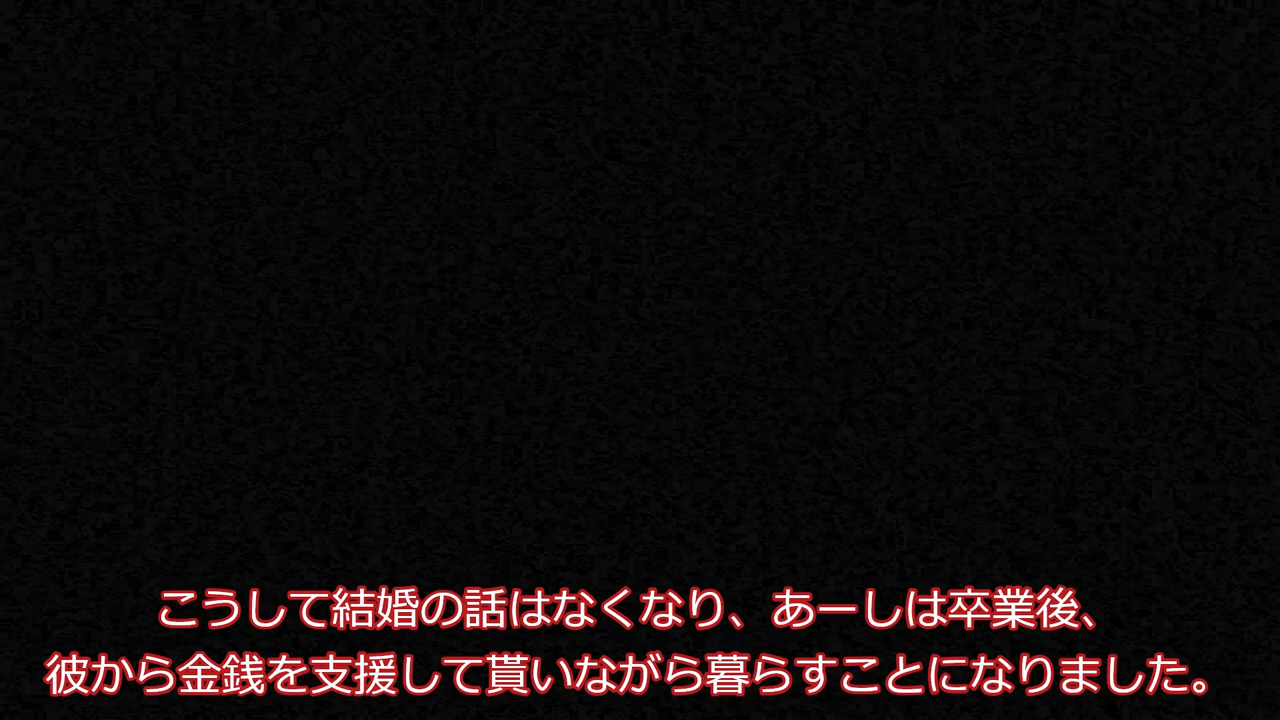 こうして結婚の話はなくなり、あーしは卒業後、
彼から金銭を支援して貰いながら暮らすことになりました。